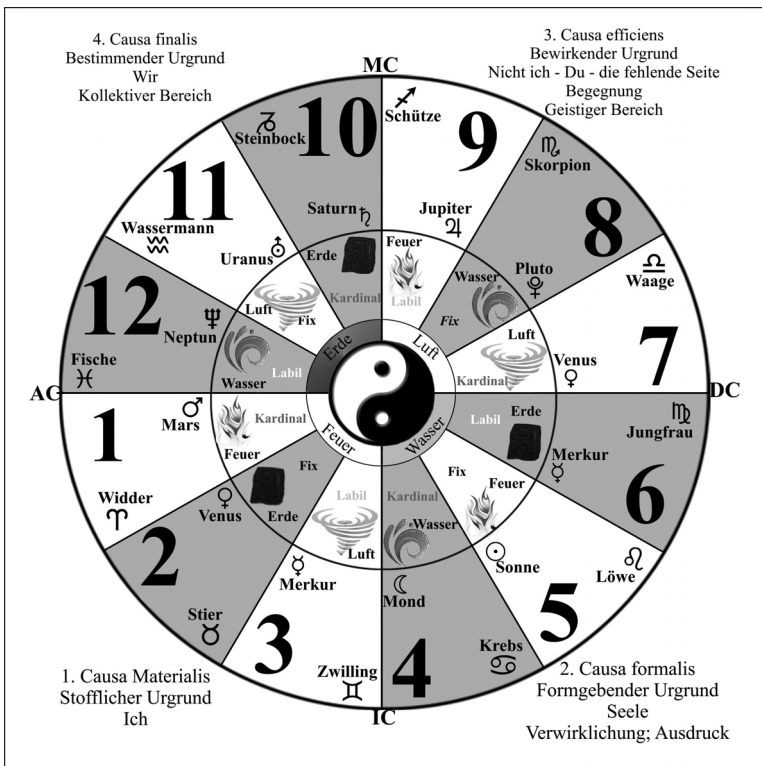 4. Causa finalis
Bestimmender Urgrund
Wir
Kollektiver Bereich
3. Causa efficiens
Bewirkender Urgrund
Nicht ich - Du - die fehlende Seite
Begegnung
Geistiger Bereich
MC
10
Steinbock
Saturn
Erde
Kardinal
9
Schütze
Jupiter
Feuer
Labil
8
Skorpion
Pluto
Wasser
Fix
7
Waage
Venus
Luft
Kardinal
DC
6
Jungfrau
Merkur
Erde
Labil
5
Löwe
Sonne
Feuer
Fix
4
Krebs
Mond
Wasser
Kardinal
IC
3
Zwilling
Merkur
Luft
Labil
2
Stier
Venus
Erde
Fix
1
Widder
Mars
Feuer
Kardinal
AC
12
Fische
Neptun
Wasser
Labil
11
Wassermann
Uranus
Luft
Fix
Erde
Luft
Feuer
Wasser
1. Causa Materialis
Stofflicher Urgrund
Ich
2. Causa formalis
Formgebender Urgrund
Seele
Verwirklichung; Ausdruck